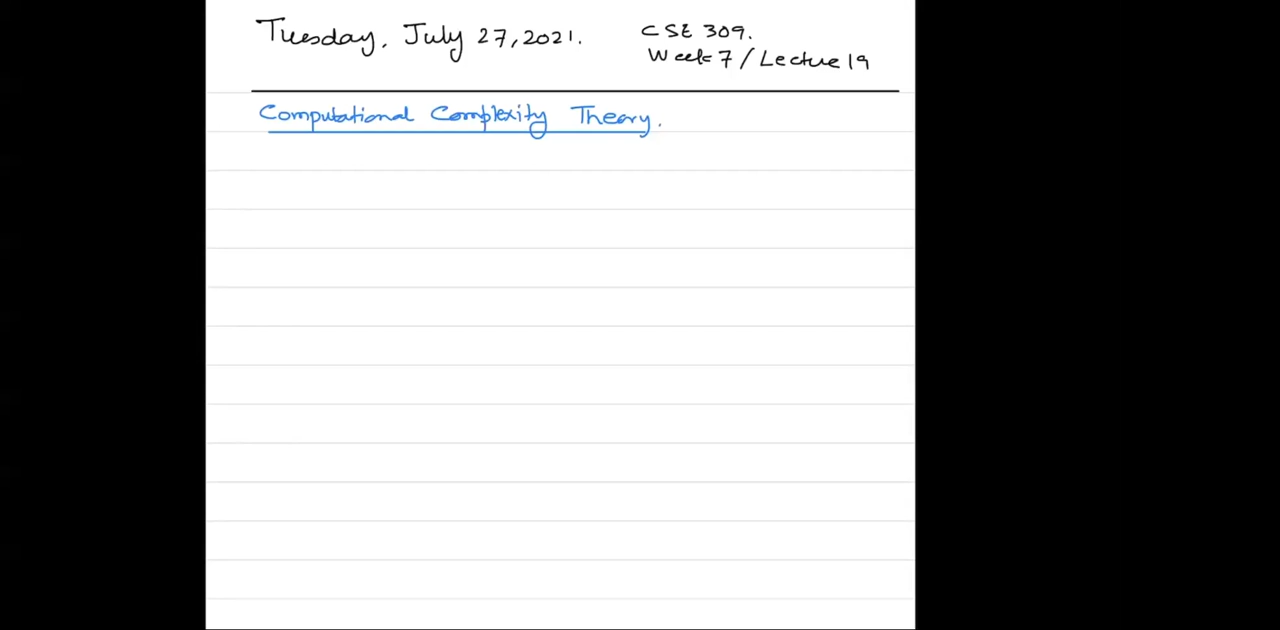 Tuesday, July 27, 2021.
CSE 309.
Week 7 / Lecture 19
Computational Complexity Theory.